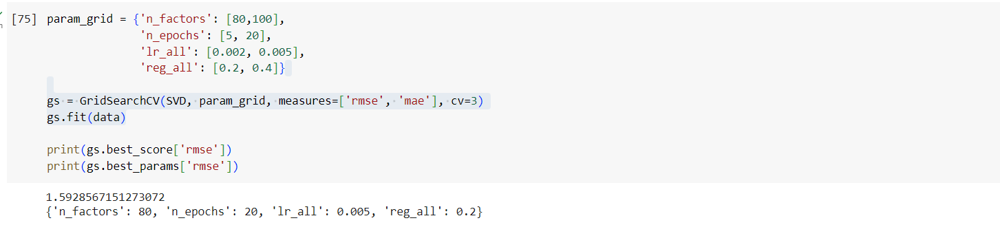 [75] param_grid = {'n_factors': [80,100],
'n_epochs': [5, 20],
'lr_all': [0.002, 0.005],
'reg_all': [0.2, 0.4]}
gs = GridSearchCV(SVD, param_grid, measures=['rmse', 'mae'], cv=3)
gs.fit(data)
print(gs.best_score['rmse'])
print(gs.best_params['rmse'])
1.5928567151273072
{'n_factors': 80, 'n_epochs': 20, 'lr_all': 0.005, 'reg_all': 0.2}